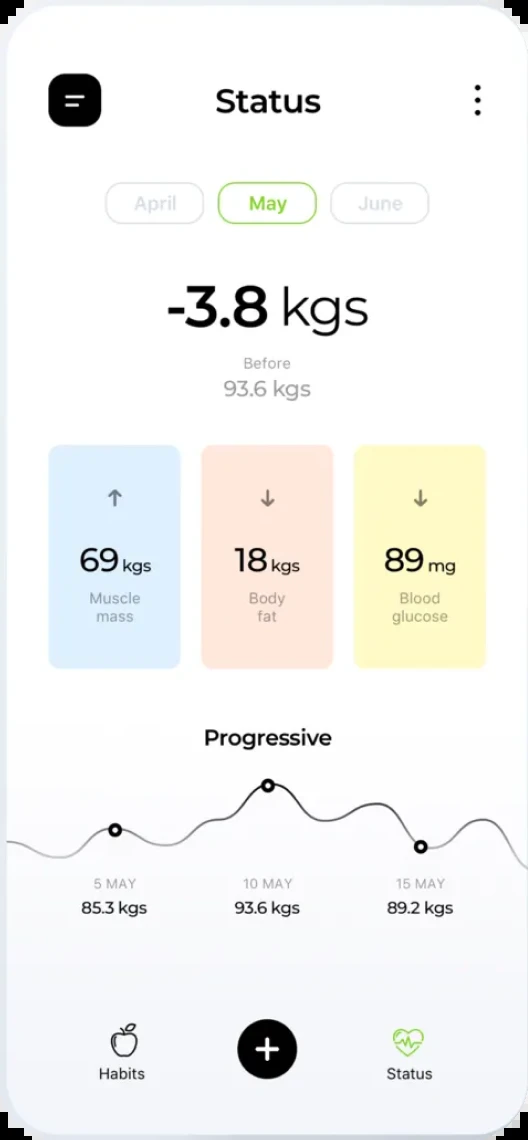 Status
April May June
-3.8 kgs
Before
93.6 kgs
69 kgs 18 kgs 89 mg
Muscle Body Blood
mass fat glucose
Progressive
5 MAY 10 MAY 15 MAY
85.3 kgs 93.6 kgs 89.2 kgs
Habits Status